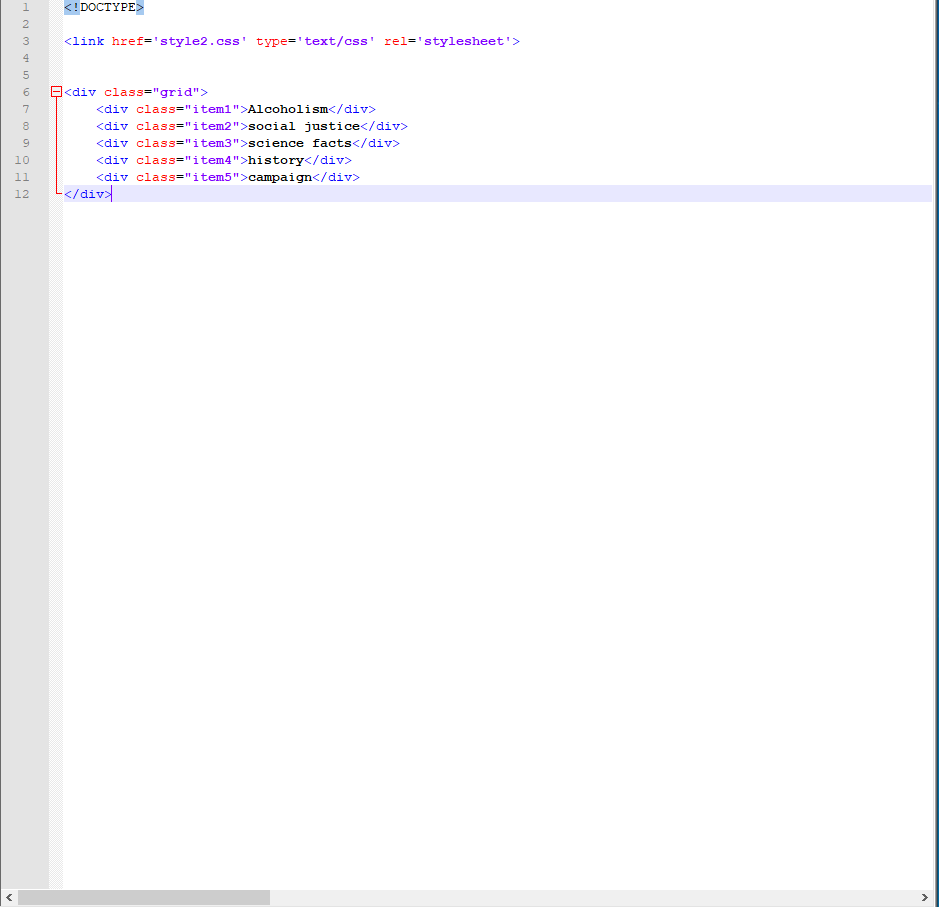 1 <!DOCTYPE>
2
3 <link href='style2.css' type='text/css' rel='stylesheet'>
4
5
6 <div class="grid">
7 <div class="item1">Alcoholism</div>
8 <div class="item2">social justice</div>
9 <div class="item3">science facts</div>
10 <div class="item4">history</div>
11 <div class="item5">campaign</div>
12 </div>